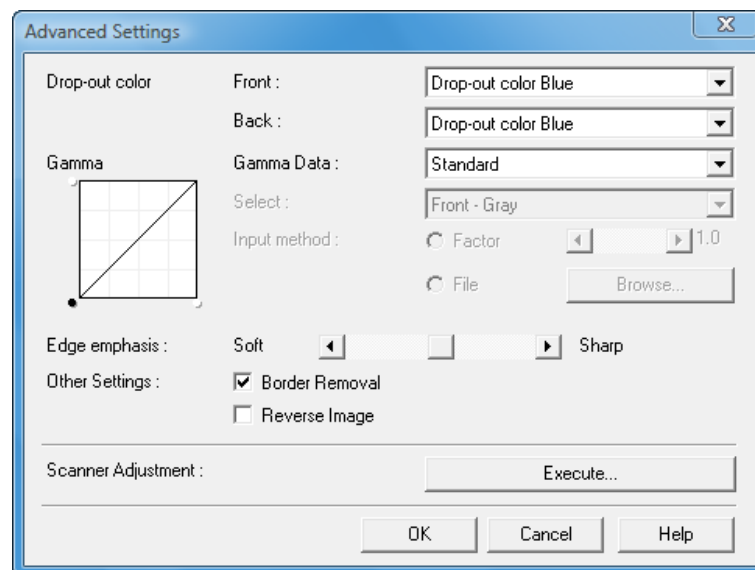 Advanced Settings
Drop-out color Front : Drop-out color Blue
Back : Drop-out color Blue
Gamma Gamma Data : Standard
Select : Front - Gray
Input method : Factor 1.0
File Browse...
Edge emphasis : Soft Sharp
Other Settings : Border Removal
Reverse Image
Scanner Adjustment : Execute...
OK Cancel Help